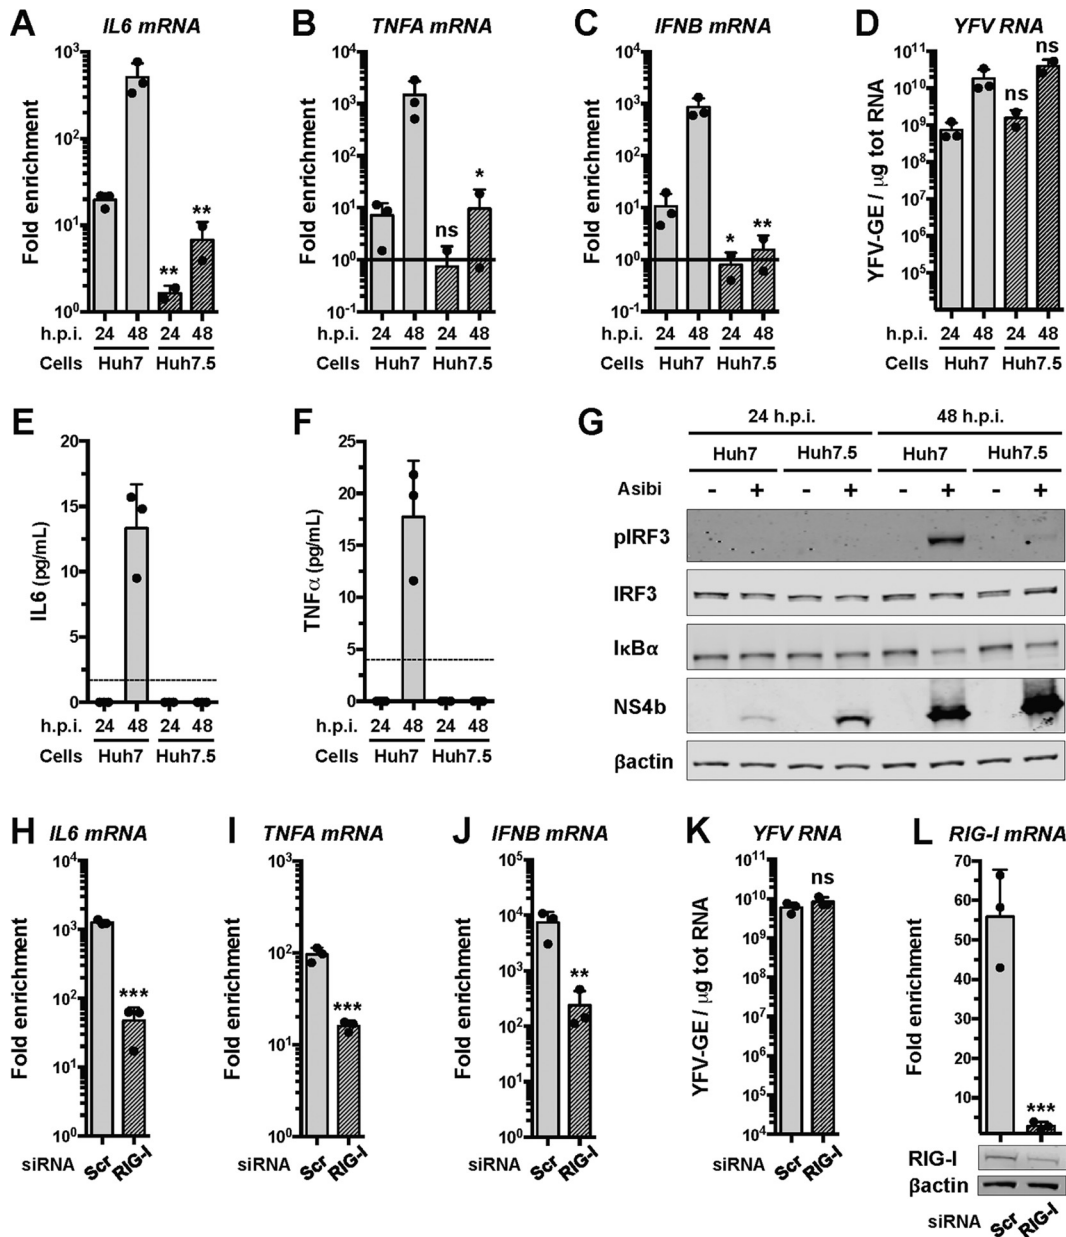 A IL6 mRNA
Fold enrichment
10³
10²
10¹
10⁰
h.p.i. 24 48 24 48
Cells Huh7 Huh7.5
** **
B TNFA mRNA
Fold enrichment
10⁴
10³
10²
10¹
10⁰
10⁻¹
ns *
h.p.i. 24 48 24 48
Cells Huh7 Huh7.5
C IFNB mRNA
Fold enrichment
10⁴
10³
10²
10¹
10⁰
10⁻¹
* **
h.p.i. 24 48 24 48
Cells Huh7 Huh7.5
D YFV RNA
YFV-GE / μg tot RNA
10¹¹
10¹⁰
10⁹
10⁸
10⁷
10⁶
10⁵
ns ns
h.p.i. 24 48 24 48
Cells Huh7 Huh7.5
E
IL6 (pg/mL)
20
15
10
5
0
h.p.i. 24 48 24 48
Cells Huh7 Huh7.5
F
TNFα (pg/mL)
25
20
15
10
5
0
h.p.i. 24 48 24 48
Cells Huh7 Huh7.5
G
24 h.p.i. 48 h.p.i.
Huh7 Huh7.5 Huh7 Huh7.5
Asibi - + - + - + - +
pIRF3
IRF3
IκBα
NS4b
βactin
H IL6 mRNA
Fold enrichment
10⁴
10³
10²
10¹
10⁰
***
siRNA Scr RIG-I
I TNFA mRNA
Fold enrichment
10³
10²
10¹
10⁰
***
siRNA Scr RIG-I
J IFNB mRNA
Fold enrichment
10⁵
10⁴
10³
10²
10¹
10⁰
**
siRNA Scr RIG-I
K YFV RNA
YFV-GE / μg tot RNA
10¹¹
10¹⁰
10⁹
10⁸
10⁷
10⁶
10⁵
10⁴
ns
siRNA Scr RIG-I
L RIG-I mRNA
Fold enrichment
70
60
50
40
30
20
10
***
RIG-I
βactin
siRNA Scr RIG-I